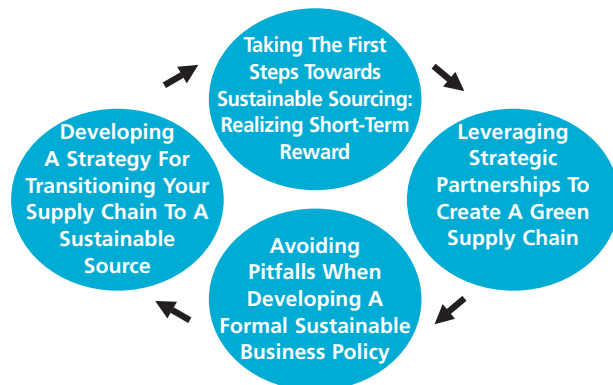 Taking The First
Steps Towards
Sustainable Sourcing:
Realizing Short-Term
Reward
Leveraging
Strategic
Partnerships To
Create A Green
Supply Chain
Avoiding
Pitfalls When
Developing A
Formal Sustainable
Business Policy
Developing
A Strategy For
Transitioning Your
Supply Chain To A
Sustainable
Source